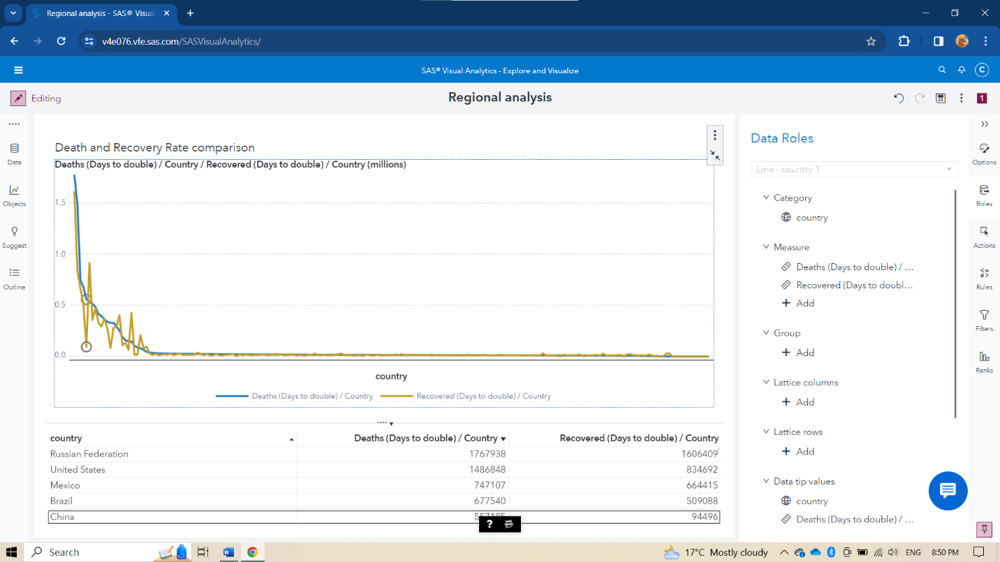 Regional analysis - SAS® Visual
v4e076.vfe.sas.com/SASVisualAnalytics/
SAS® Visual Analytics - Explore and Visualize
C
Editing
Regional analysis
1
Data
Objects
Suggest
Outline
Death and Recovery Rate comparison
Deaths (Days to double) / Country / Recovered (Days to double) / Country (millions)
1.5
1.0
0.5
0.0
country
Deaths (Days to double) / Country
Recovered (Days to double) / Country
country
Deaths (Days to double) / Country
Recovered (Days to double) / Country
Russian Federation 1767938 1606409
United States 1486848 834692
Mexico 747107 664415
Brazil 677540 509088
China 94496
?
Data Roles
Line - country 1
Category
country
Measure
Deaths (Days to double) / ...
Recovered (Days to doubl...
+ Add
Group
+ Add
Lattice columns
+ Add
Lattice rows
+ Add
Data tip values
country
Deaths (Days to double) / ...
Options
Roles
Actions
Rules
Filters
Ranks
Search
17°C Mostly cloudy
ENG
8:50 PM